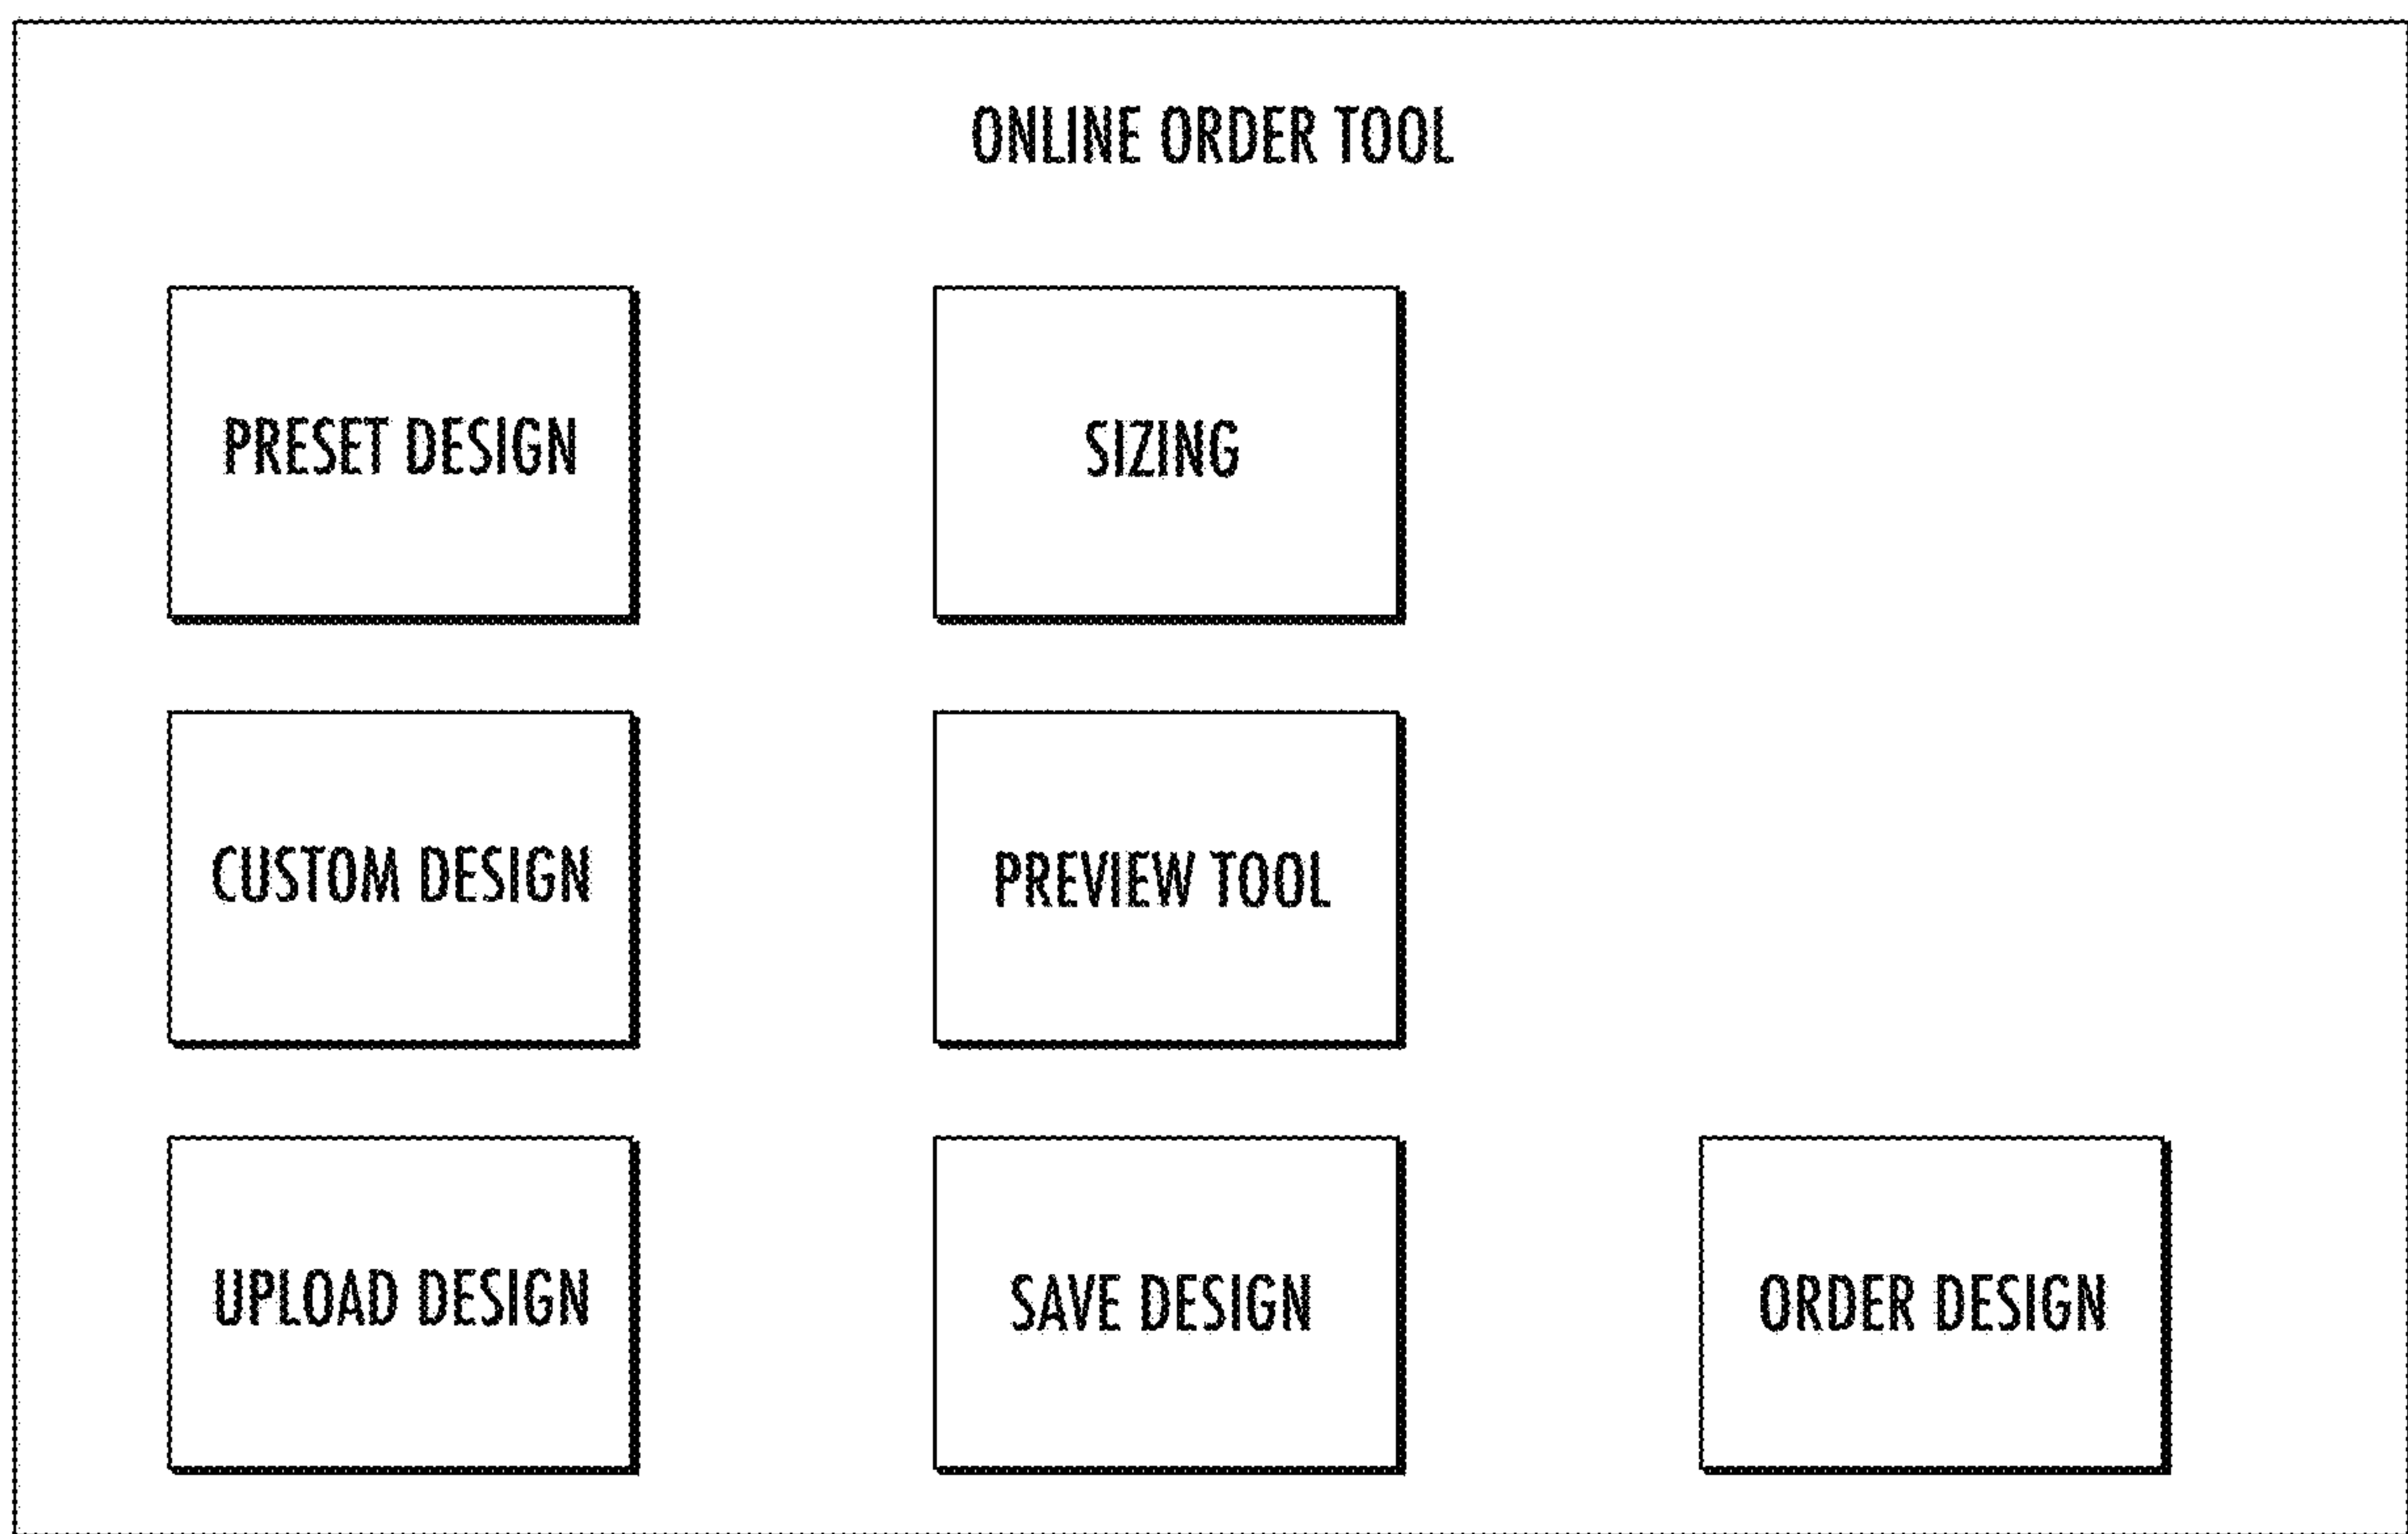 ONLINE ORDER TOOL
PRESET DESIGN
SIZING
CUSTOM DESIGN
PREVIEW TOOL
UPLOAD DESIGN
SAVE DESIGN
ORDER DESIGN